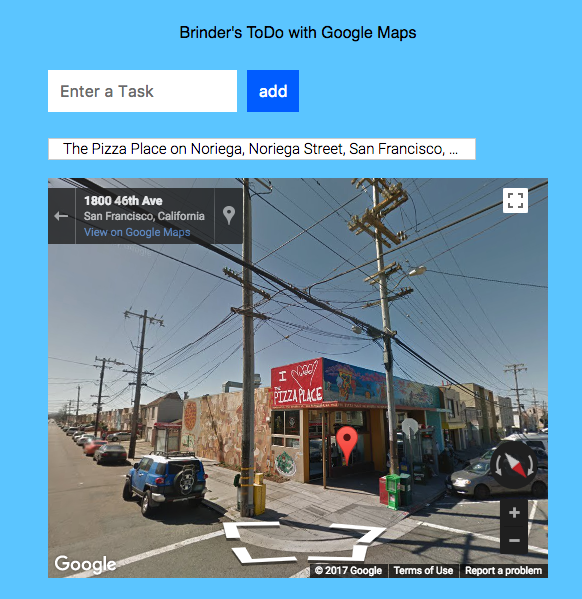 Brinder's ToDo with Google Maps
Enter a Task
add
The Pizza Place on Noriega, Noriega Street, San Francisco, ...
1800 46th Ave
San Francisco, California
View on Google Maps
I
THE
PIZZA PLACE
Google
© 2017 Google
Terms of Use
Report a problem